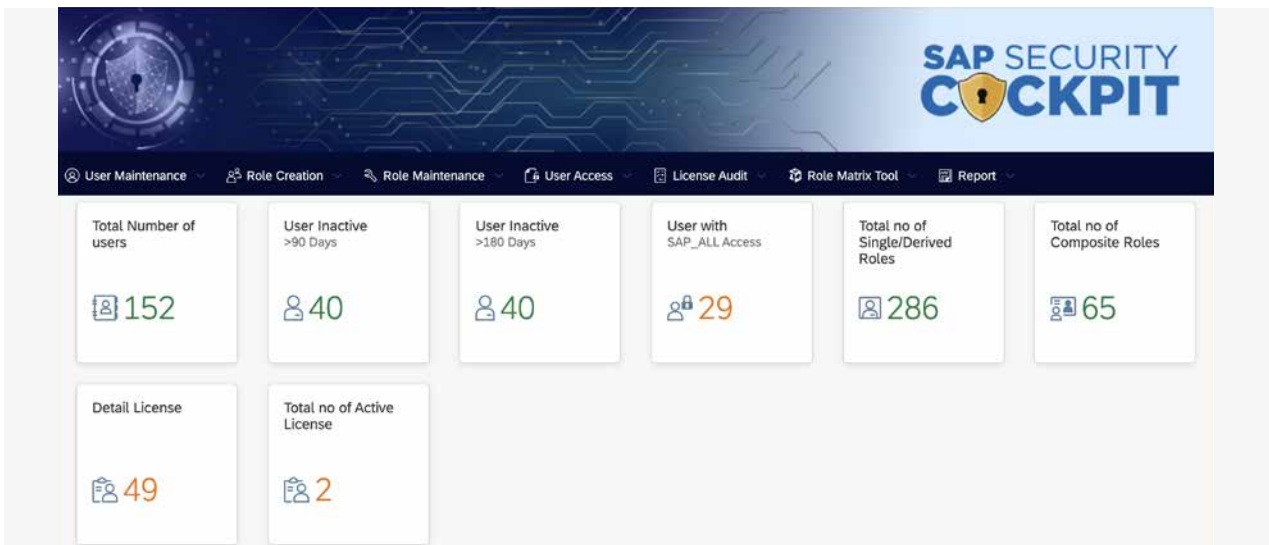 SAP SECURITY
COCKPIT
User Maintenance
Role Creation
Role Maintenance
User Access
License Audit
Role Matrix Tool
Report
Total Number of
users
152
User Inactive
>90 Days
40
User Inactive
>180 Days
40
User with
SAP_ALL Access
29
Total no of
Single/Derived
Roles
286
Total no of
Composite Roles
65
Detail License
49
Total no of Active
License
2